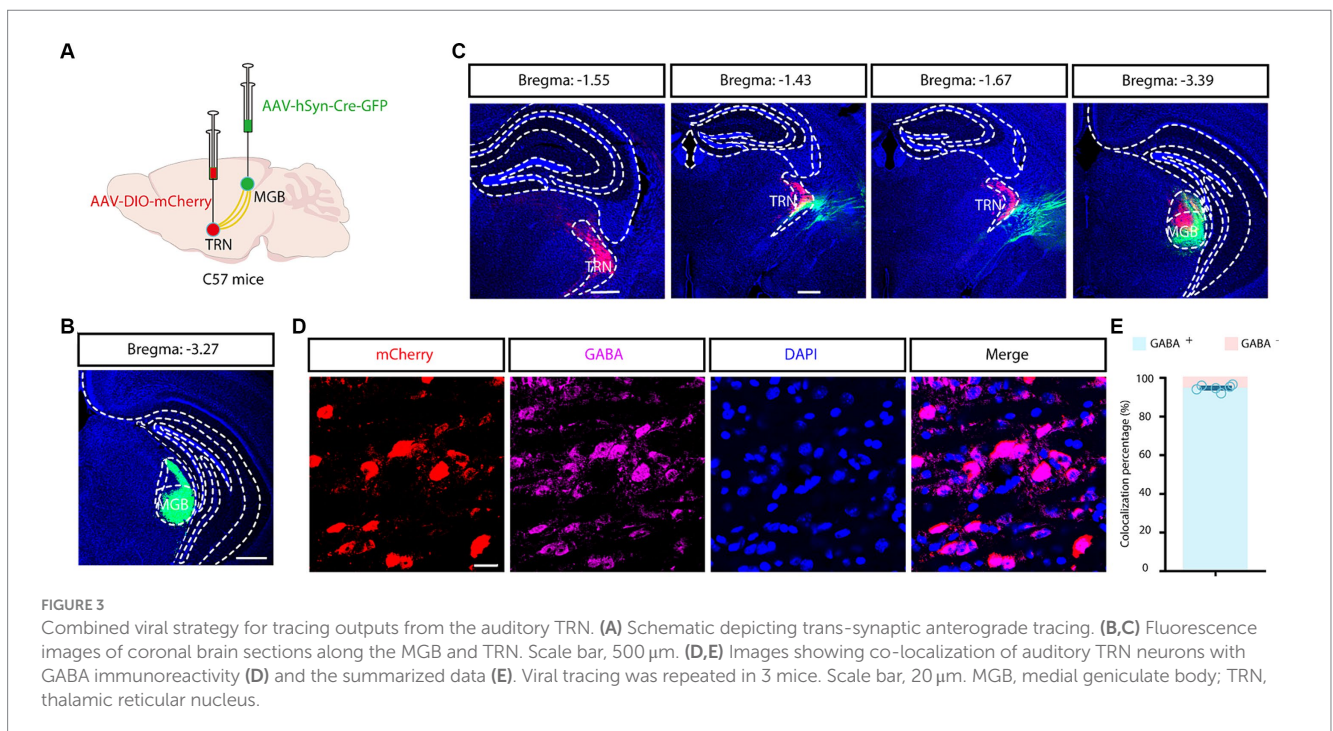 A
AAV-hSyn-Cre-GFP
AAV-DIO-mCherry
MGB
TRN
C57 mice
B
Bregma: -3.27
MGB
C
Bregma: -1.55
Bregma: -1.43
Bregma: -1.67
Bregma: -3.39
TRN
TRN
TRN
MGB
D
mCherry
GABA
DAPI
Merge
E
GABA +
GABA -
Colocalization percentage (%)
100
80
60
40
20
0
FIGURE 3
Combined viral strategy for tracing outputs from the auditory TRN. (A) Schematic depicting trans-synaptic anterograde tracing. (B,C) Fluorescence
images of coronal brain sections along the MGB and TRN. Scale bar, 500 μm. (D,E) Images showing co-localization of auditory TRN neurons with
GABA immunoreactivity (D) and the summarized data (E). Viral tracing was repeated in 3 mice. Scale bar, 20 μm. MGB, medial geniculate body; TRN,
thalamic reticular nucleus.